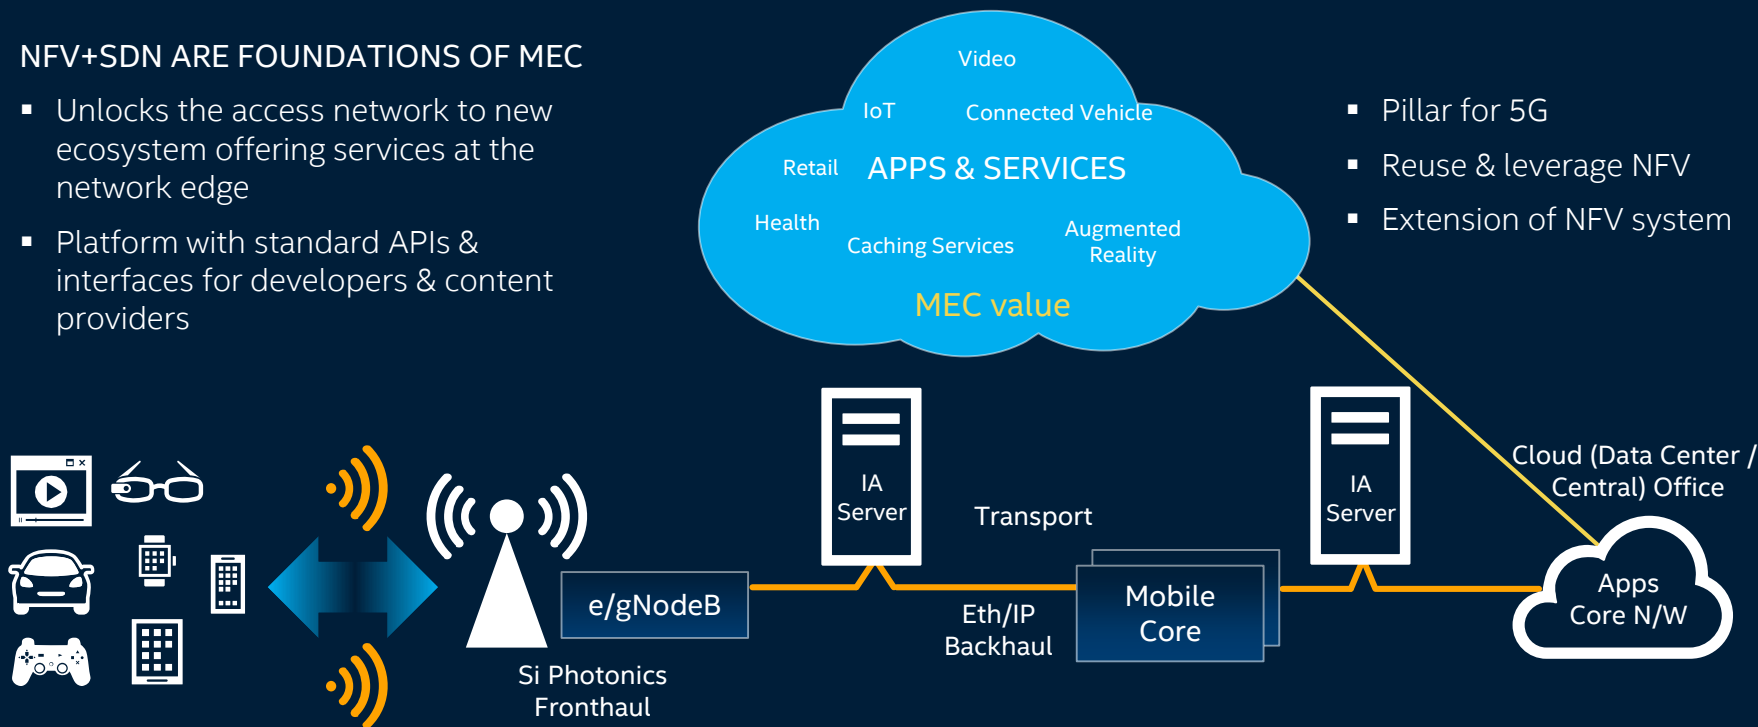 NFV+SDN ARE FOUNDATIONS OF MEC
▪ Unlocks the access network to new
ecosystem offering services at the
network edge
▪ Platform with standard APIs &
interfaces for developers & content
providers
Video
IoT
Connected Vehicle
Retail
APPS & SERVICES
Health
Caching Services
Augmented
Reality
MEC value
▪ Pillar for 5G
▪ Reuse & leverage NFV
▪ Extension of NFV system
e/gNodeB
Si Photonics
Fronthaul
IA
Server
Transport
Eth/IP
Backhaul
Mobile
Core
IA
Server
Cloud (Data Center /
Central) Office
Apps
Core N/W